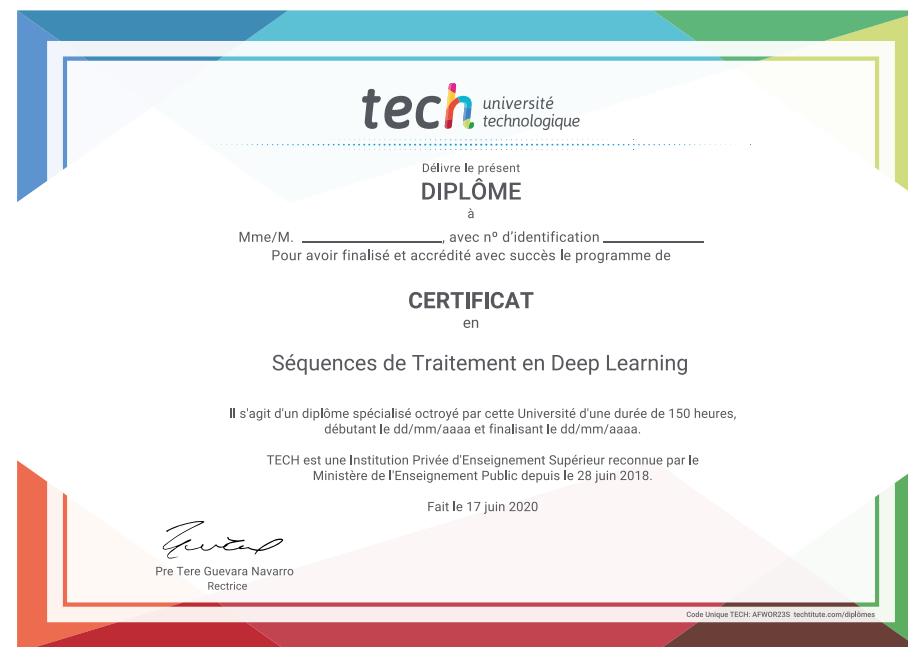 tech université
technologique
Délivre le présent
DIPLÔME
à
Mme/M. ____________________, avec nº d'identification ______________
Pour avoir finalisé et accrédité avec succès le programme de
CERTIFICAT
en
Séquences de Traitement en Deep Learning
Il s'agit d'un diplôme spécialisé octroyé par cette Université d'une durée de 150 heures,
débutant le dd/mm/aaaa et finalisant le dd/mm/aaaa.
TECH est une Institution Privée d'Enseignement Supérieur reconnue par le
Ministère de l'Enseignement Public depuis le 28 juin 2018.
Fait le 17 juin 2020
Pre Tere Guevara Navarro
Rectrice
Code Unique TECH: AFWOR23S techtitute.com/diplômes